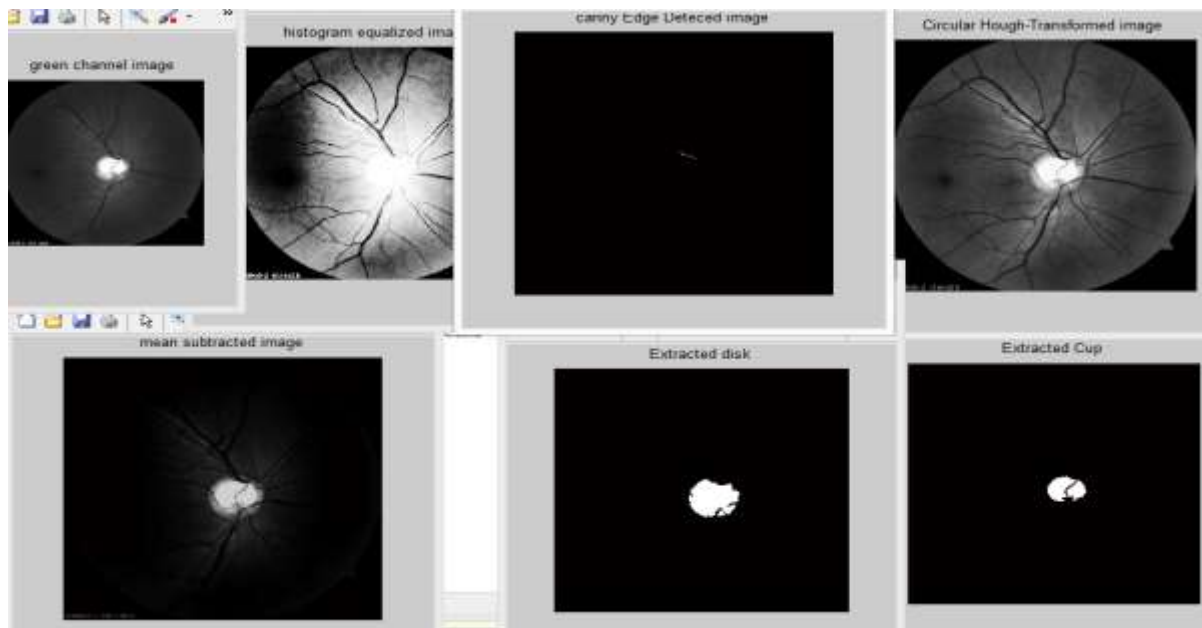 green channel image
histogram equalized ima
canny Edge Deteced image
Circular Hough-Transformed image
mean subtracted image
Extracted disk
Extracted Cup